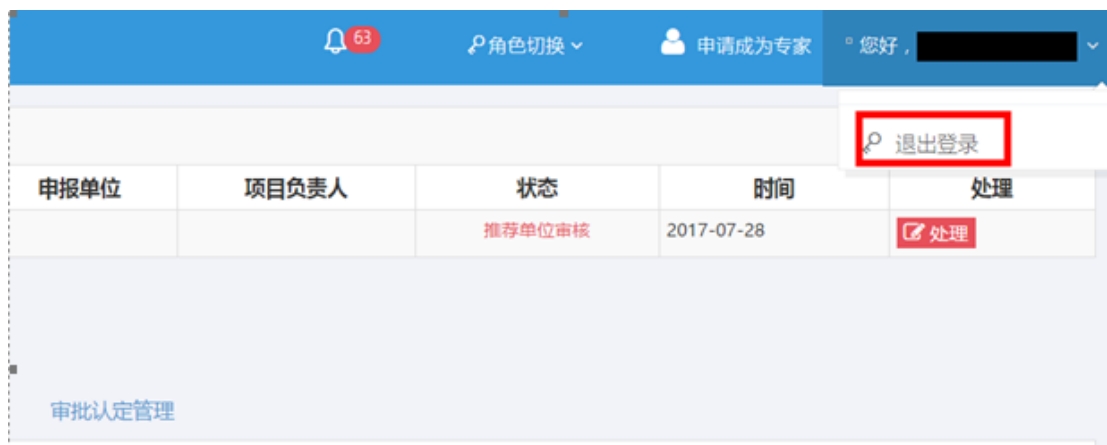 63 角色切换 申请成为专家 您好，
退出登录
申报单位 项目负责人 状态 时间 处理
推荐单位审核 2017-07-28 处理
审批认定管理